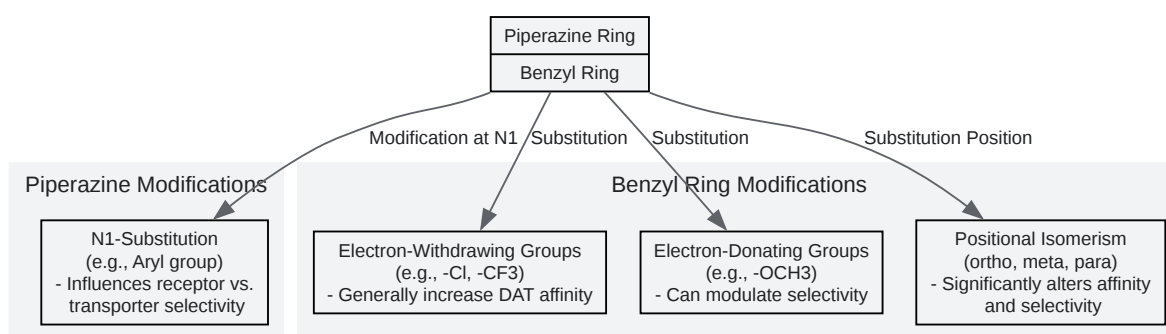 Piperazine Ring
Benzyl Ring
Modification at N1
Substitution
Substitution
Substitution Position
Piperazine Modifications
Benzyl Ring Modifications
N1-Substitution
(e.g., Aryl group)
- Influences receptor vs.
transporter selectivity
Electron-Withdrawing Groups
(e.g., -Cl, -CF3)
- Generally increase DAT affinity
Electron-Donating Groups
(e.g., -OCH3)
- Can modulate selectivity
Positional Isomerism
(ortho, meta, para)
- Significantly alters affinity
and selectivity